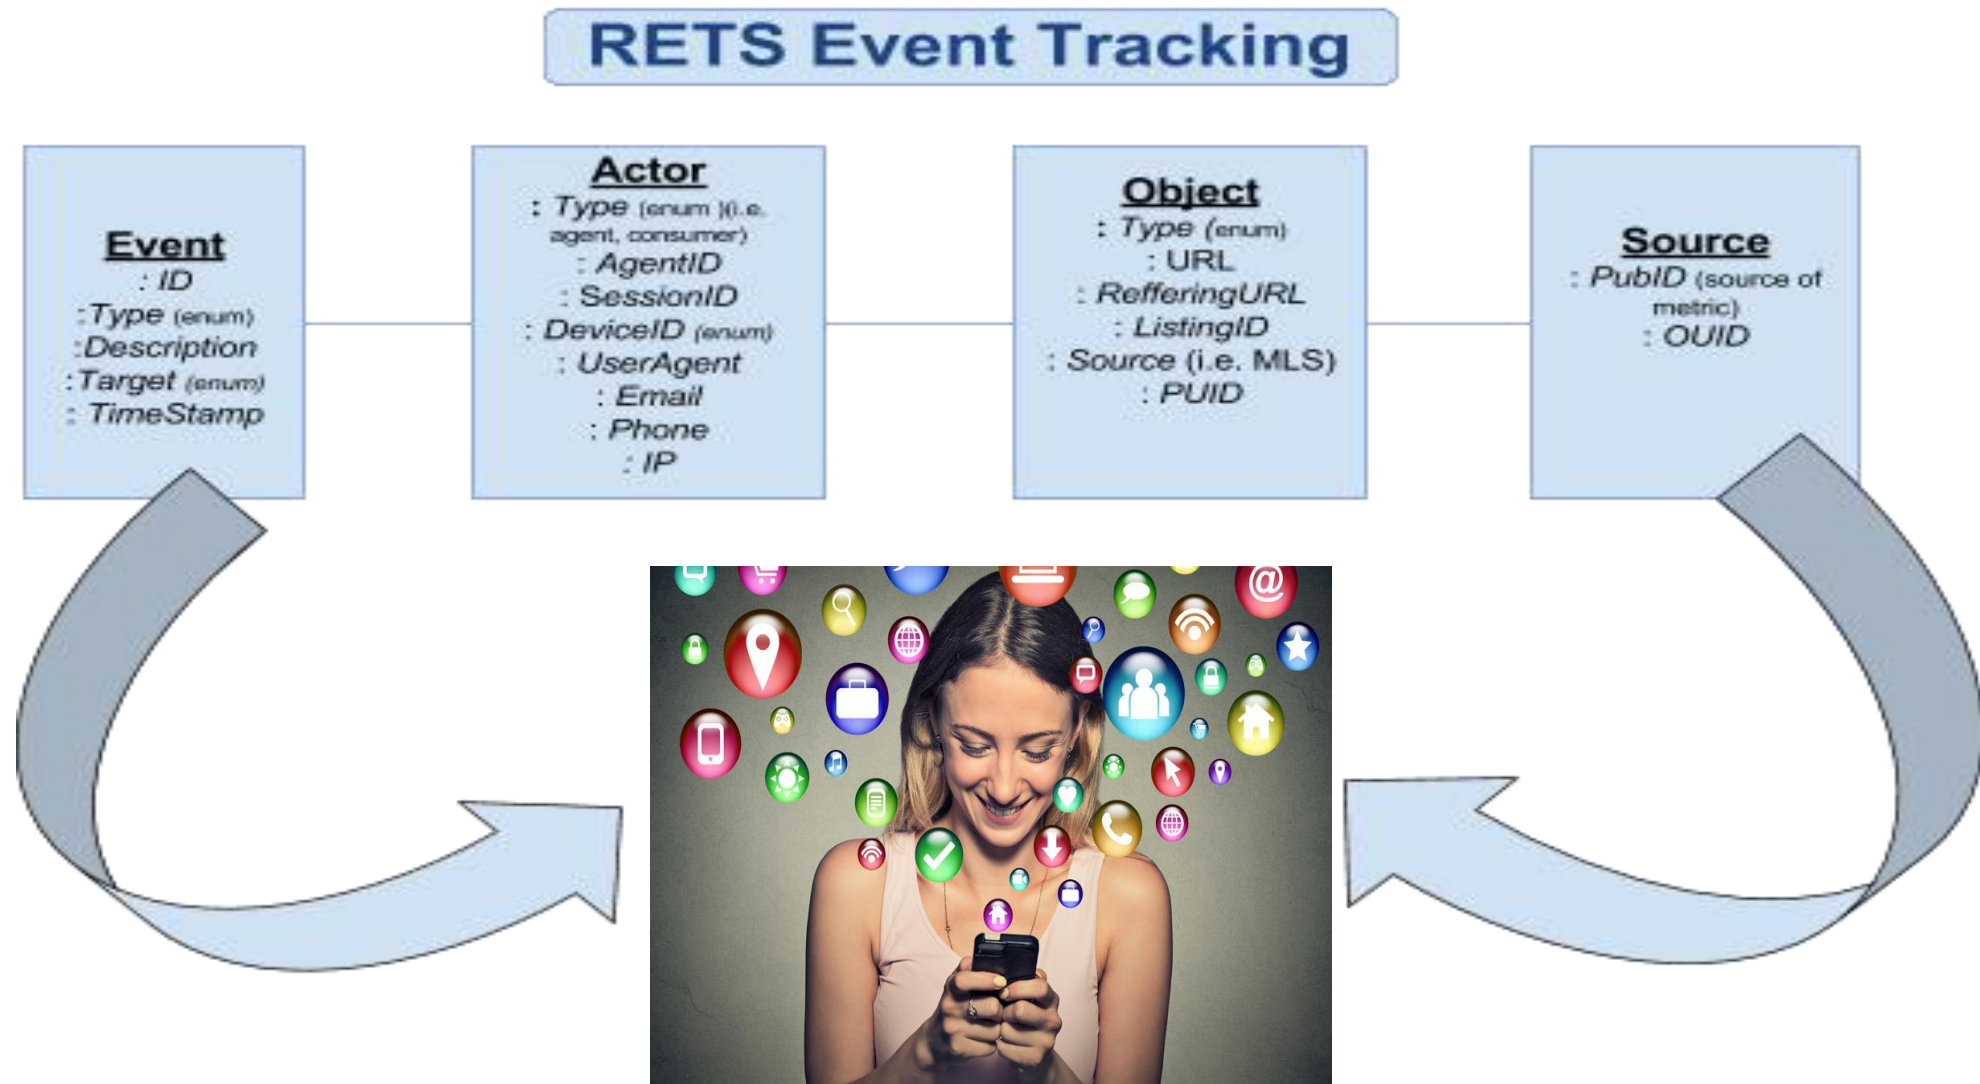 RETS Event Tracking
Event
: ID
:Type (enum)
:Description
:Target (enum)
: TimeStamp
Actor
: Type (enum )(i.e.
agent, consumer)
: AgentID
: SessionID
: DeviceID (enum)
: UserAgent
: Email
: Phone
: IP
Object
: Type (enum)
: URL
: RefferingURL
: ListingID
: Source (i.e. MLS)
: PUID
Source
: PubID (source of
metric)
: OUID
@